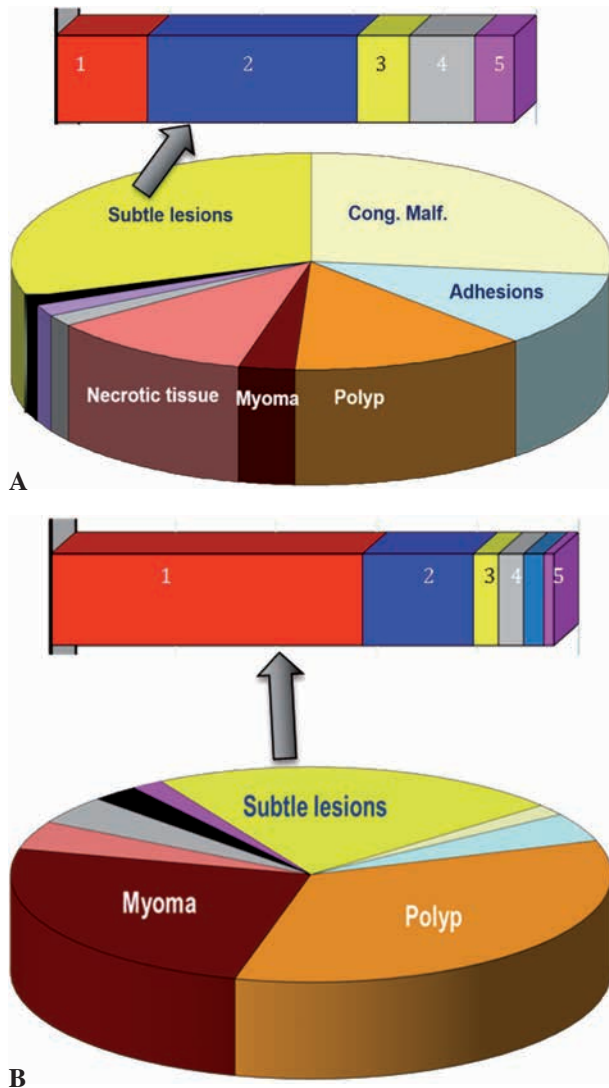 1 2 3 4 5
Subtle lesions
Cong. Malf.
Adhesions
Necrotic tissue Myoma Polyp
A
1 2 3 4 5
Subtle lesions
Myoma Polyp
B